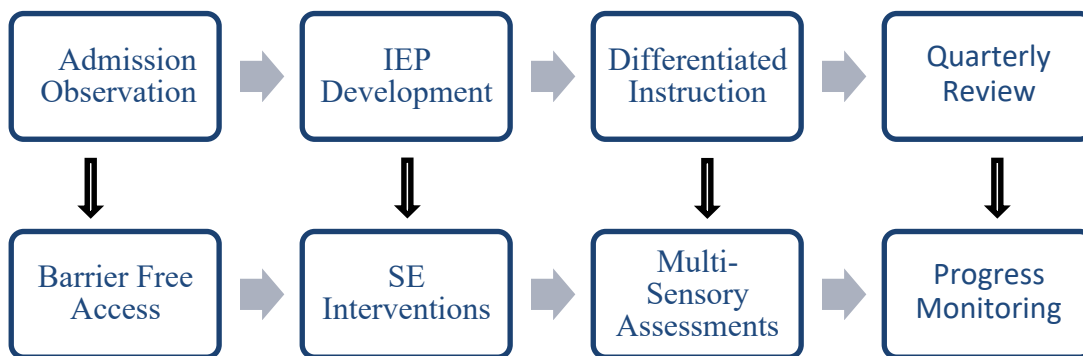 Admission
Observation
IEP
Development
Differentiated
Instruction
Quarterly
Review
Barrier Free
Access
SE
Interventions
Multi-
Sensory
Assessments
Progress
Monitoring